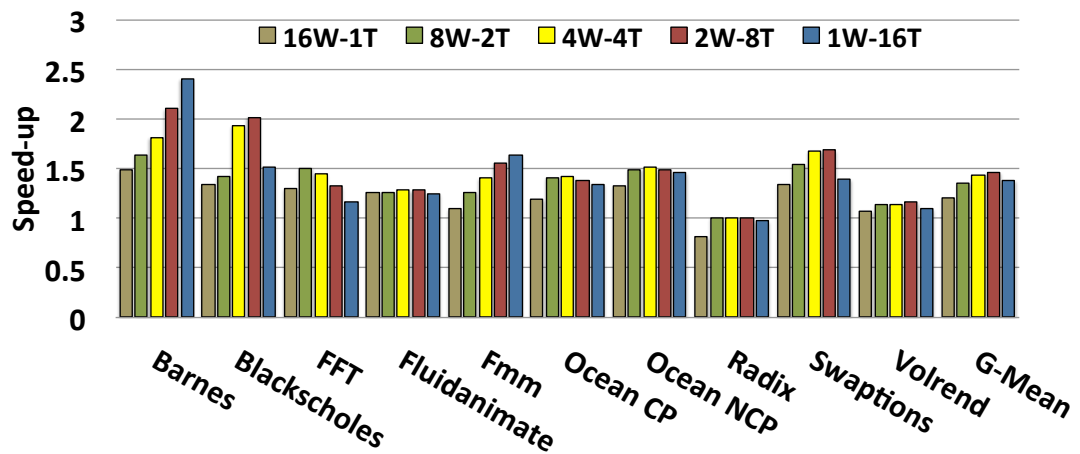 3
2.5
2
1.5
1
0.5
0
Speed-up
16W-1T 8W-2T 4W-4T 2W-8T 1W-16T
Barnes
Blackscholes
FFT
Fluidanimate
Fmm
Ocean CP
Ocean NCP
Radix
Swaptions
Volrend
G-Mean